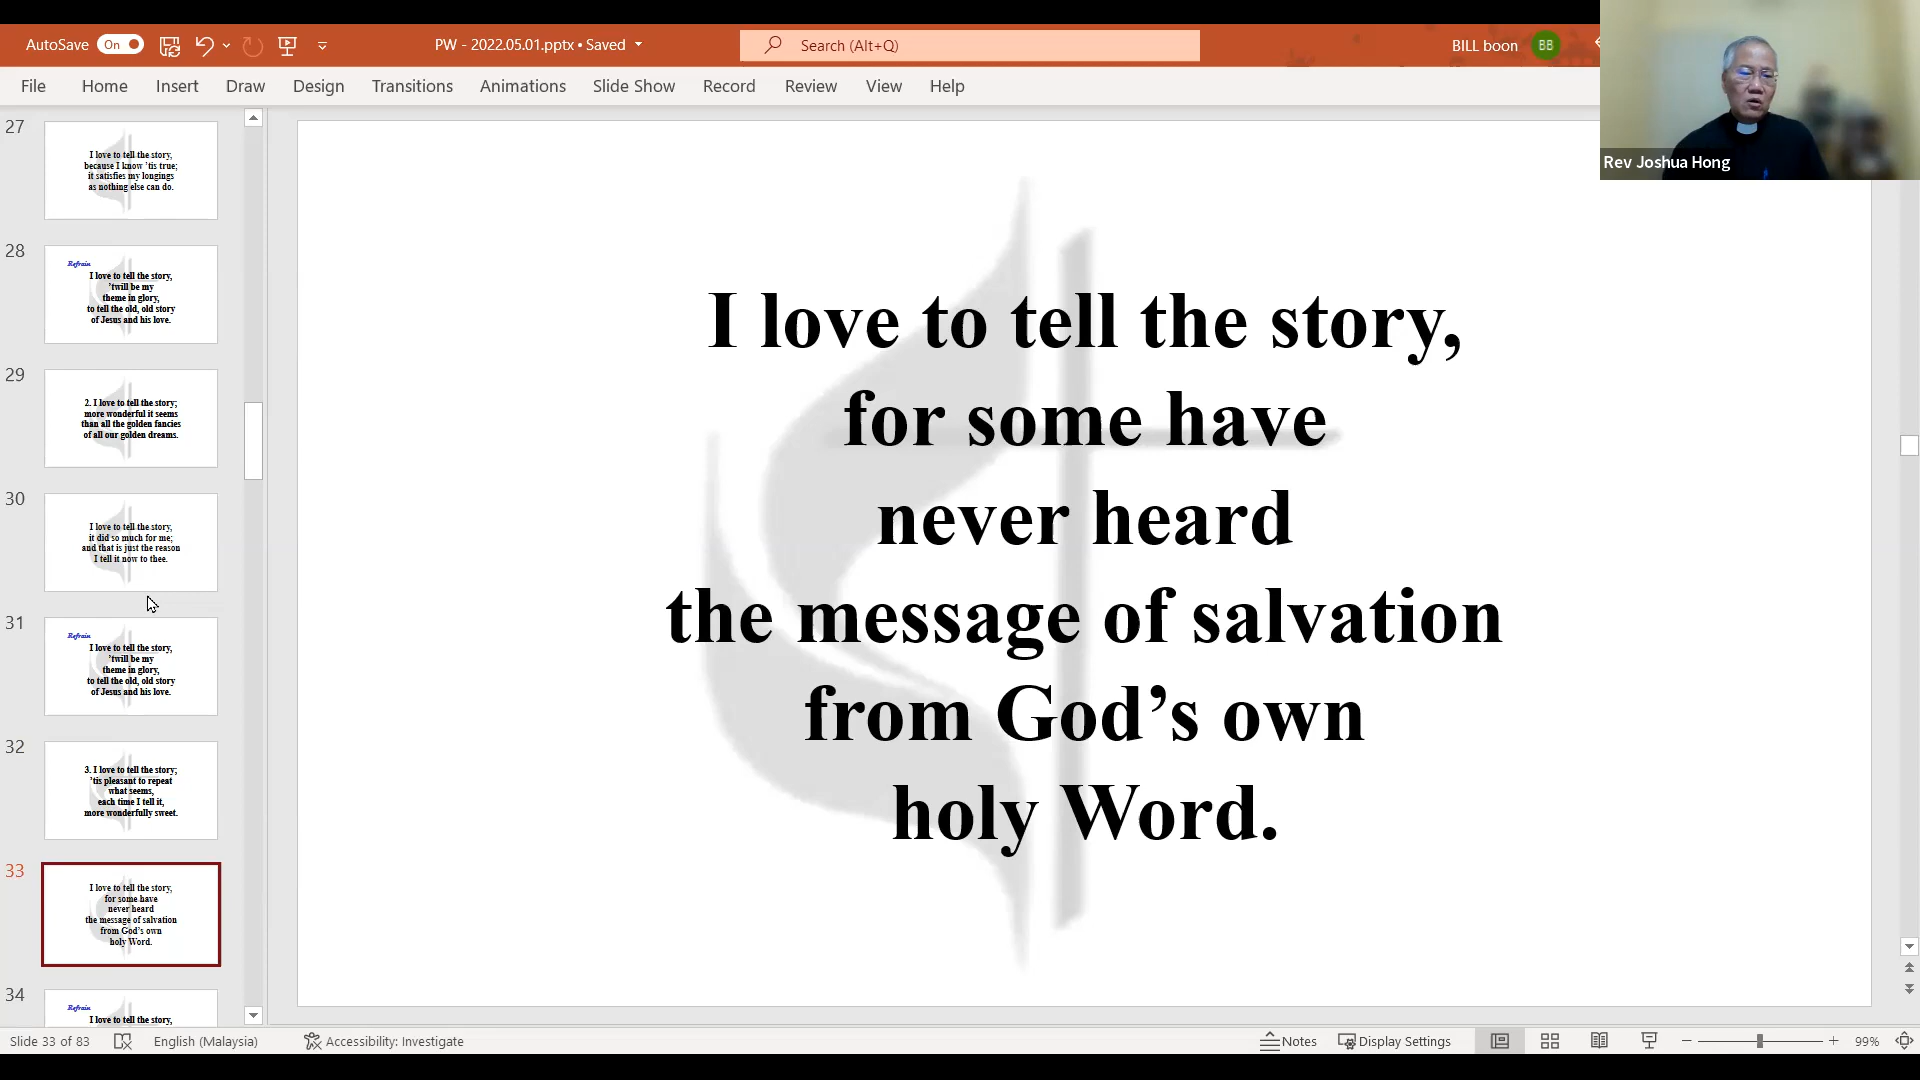 AutoSave On
PW - 2022.05.01.pptx • Saved
Search (Alt+Q)
BILL boon BB
File Home Insert Draw Design Transitions Animations Slide Show Record Review View Help
Rev Joshua Hong
27
I love to tell the story,
because I know 'tis true;
it satisfies my longings
as nothing else can do.
28
Refrain
I love to tell the story,
'twill be my
theme in glory,
to tell the old, old story
of Jesus and his love.
29
2. I love to tell the story;
more wonderful it seems
than all the golden fancies
of all our golden dreams.
30
I love to tell the story,
it did so much for me;
and that is just the reason
I tell it now to thee.
31
Refrain
I love to tell the story,
'twill be my
theme in glory,
to tell the old, old story
of Jesus and his love.
32
3. I love to tell the story;
'tis pleasant to repeat
what seems,
each time I tell it,
more wonderfully sweet.
33
I love to tell the story,
for some have
never heard
the message of salvation
from God's own
holy Word.
34
Refrain
I love to tell the story,
I love to tell the story,
for some have
never heard
the message of salvation
from God’s own
holy Word.
Slide 33 of 83 English (Malaysia) Accessibility: Investigate Notes Display Settings 99%